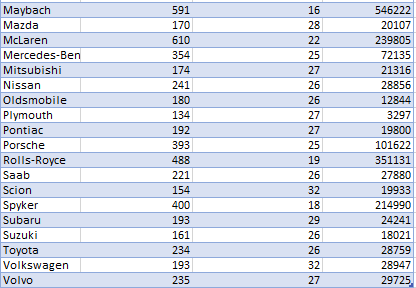 Maybach 591 16 546222
Mazda 170 28 20107
McLaren 610 22 239805
Mercedes-Ben 354 25 72135
Mitsubishi 174 27 21316
Nissan 241 26 28856
Oldsmobile 180 26 12844
Plymouth 134 27 3297
Pontiac 192 27 19800
Porsche 393 25 101622
Rolls-Royce 488 19 351131
Saab 221 26 27880
Scion 154 32 19933
Spyker 400 18 214990
Subaru 193 29 24241
Suzuki 161 26 18021
Toyota 234 26 28759
Volkswagen 193 32 28947
Volvo 235 27 29725